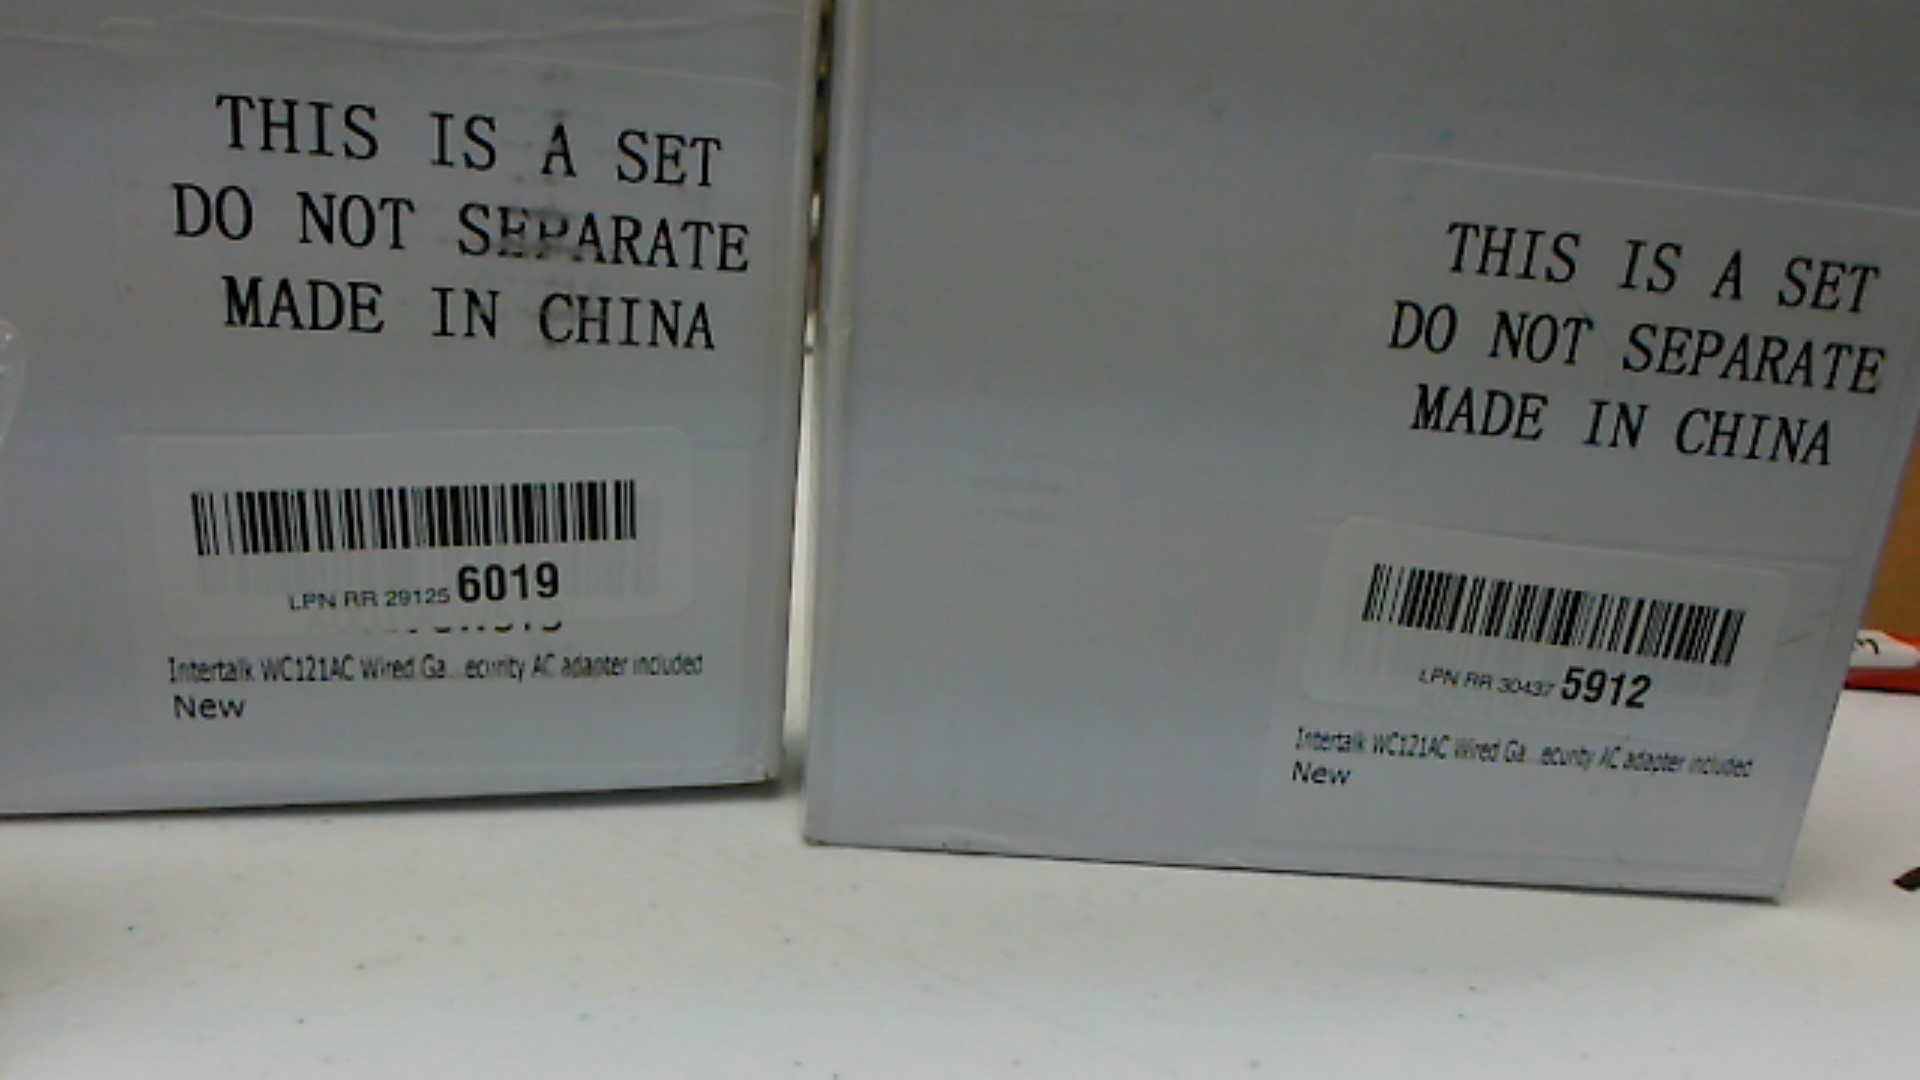 THIS IS A SET
DO NOT SEPARATE
MADE IN CHINA
LPN RR 29125 6019
Intertalk WC121AC Wired Ga...ecurity AC adapter included
New
THIS IS A SET
DO NOT SEPARATE
MADE IN CHINA
LPN RR 30437 5912
Intertalk WC121AC Wired Ga...ecurity AC adapter included
New